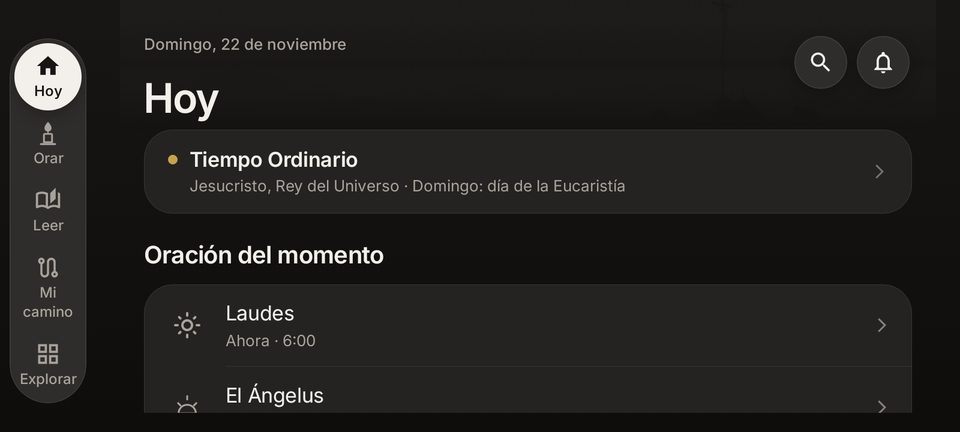 Domingo, 22 de noviembre
Hoy
Hoy
Orar
Leer
Mi
camino
Explorar
Tiempo Ordinario
Jesucristo, Rey del Universo · Domingo: día de la Eucaristía
Oración del momento
Laudes
Ahora · 6:00
El Ángelus